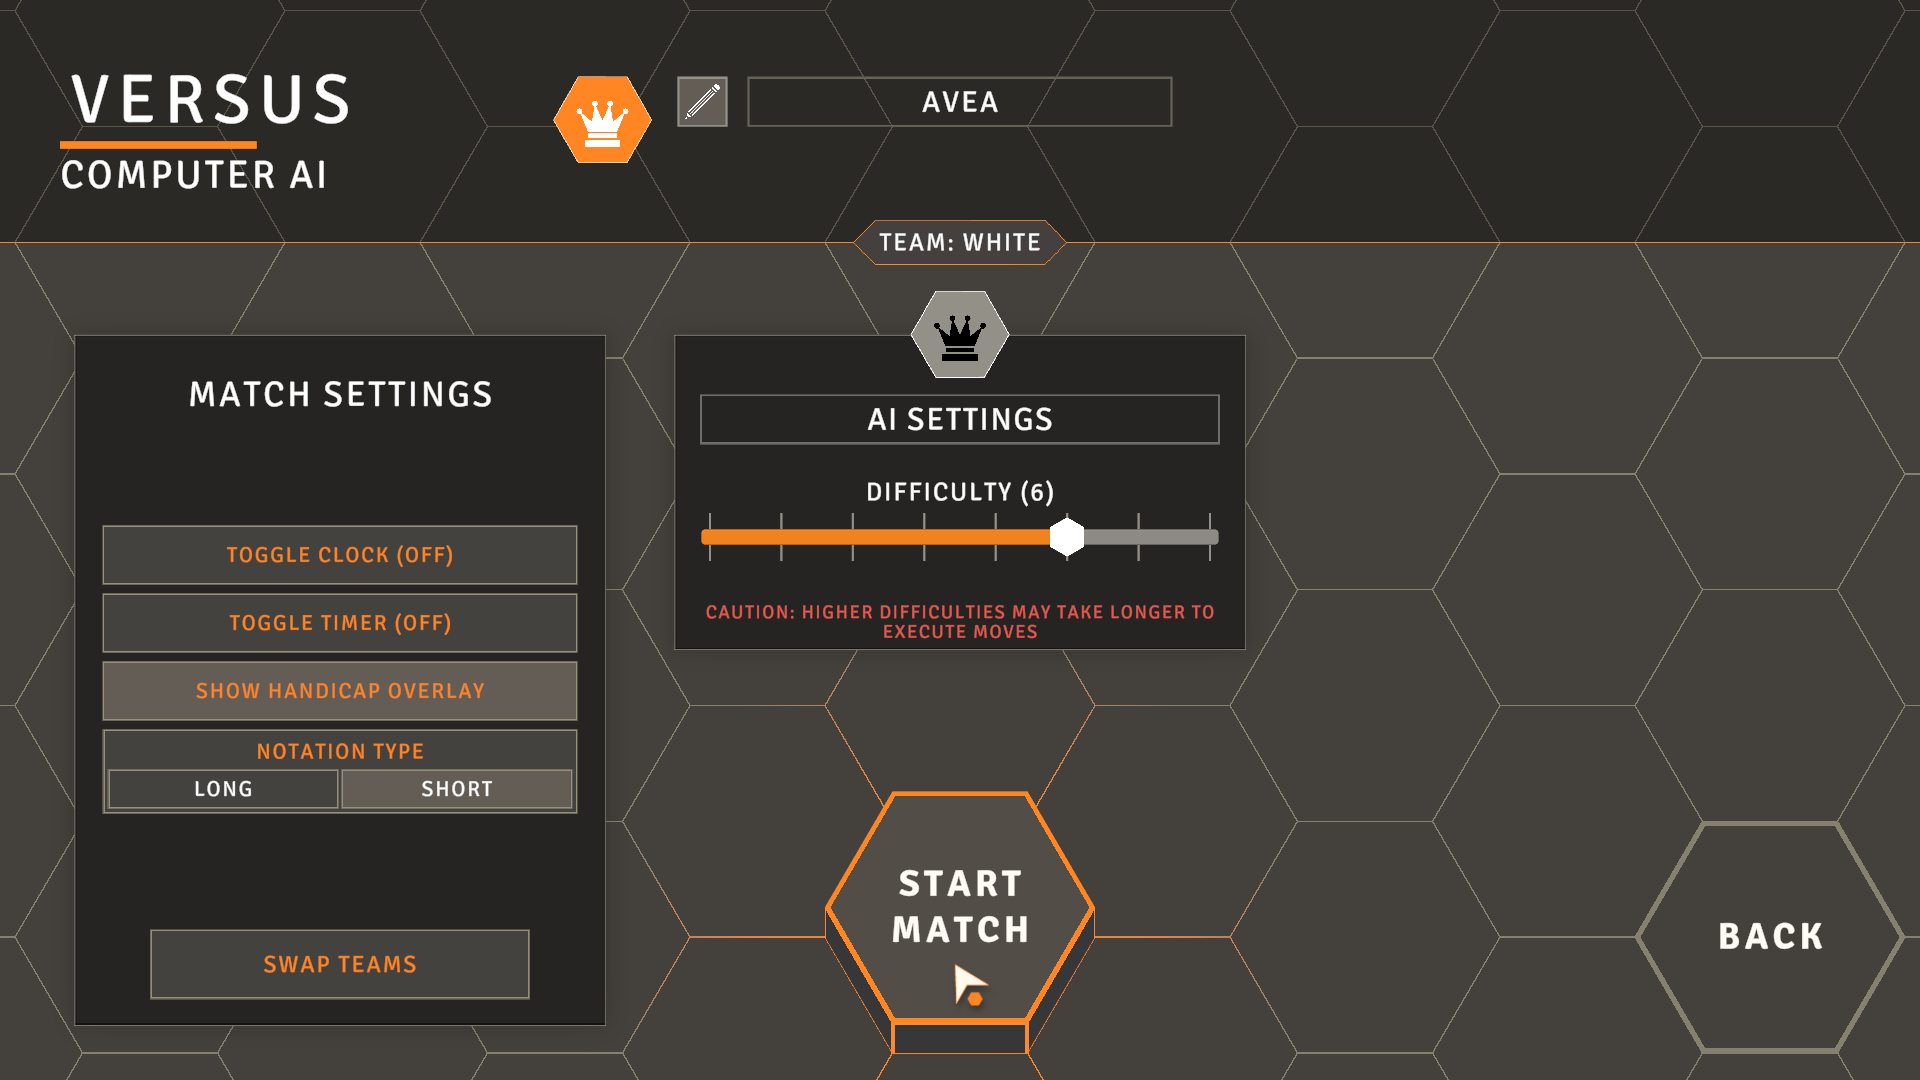 VERSUS
COMPUTER AI
AVEA
TEAM: WHITE
MATCH SETTINGS
TOGGLE CLOCK (OFF)
TOGGLE TIMER (OFF)
SHOW HANDICAP OVERLAY
NOTATION TYPE
LONG
SHORT
SWAP TEAMS
AI SETTINGS
DIFFICULTY (6)
CAUTION: HIGHER DIFFICULTIES MAY TAKE LONGER TO
EXECUTE MOVES
START
MATCH
BACK